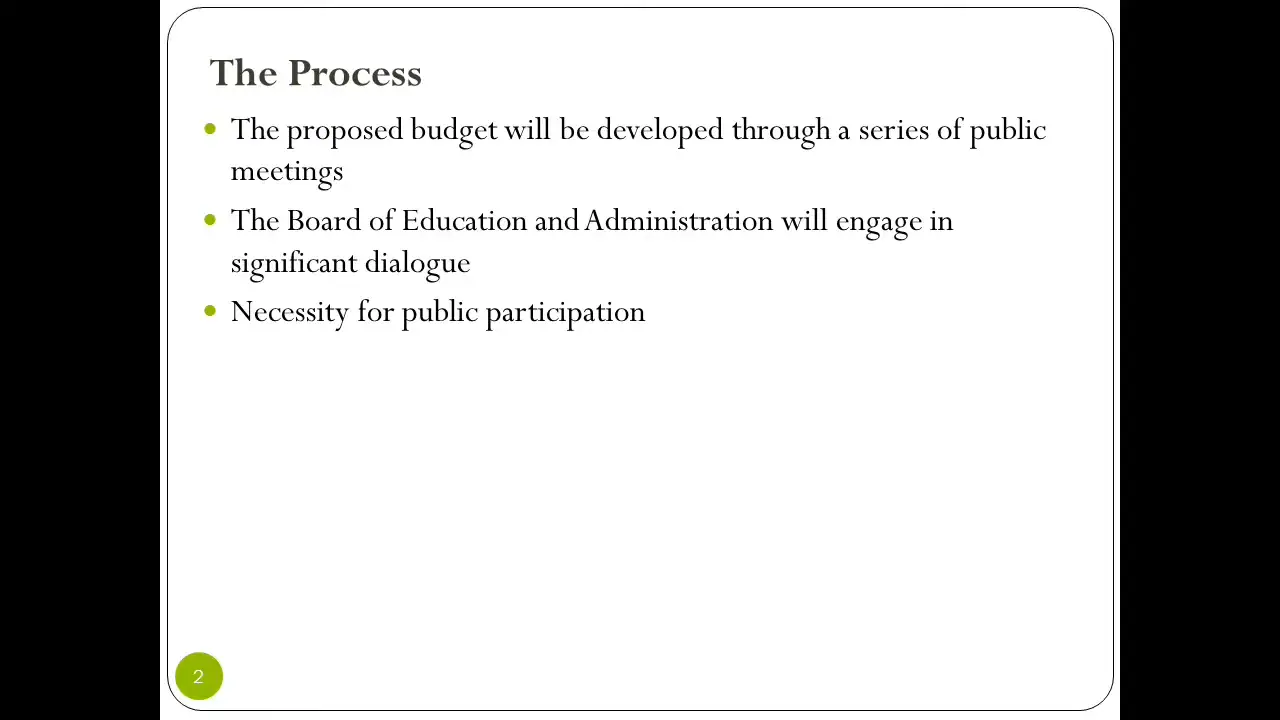 The Process
The proposed budget will be developed through a series of public
meetings
The Board of Education and Administration will engage in
significant dialogue
Necessity for public participation
2